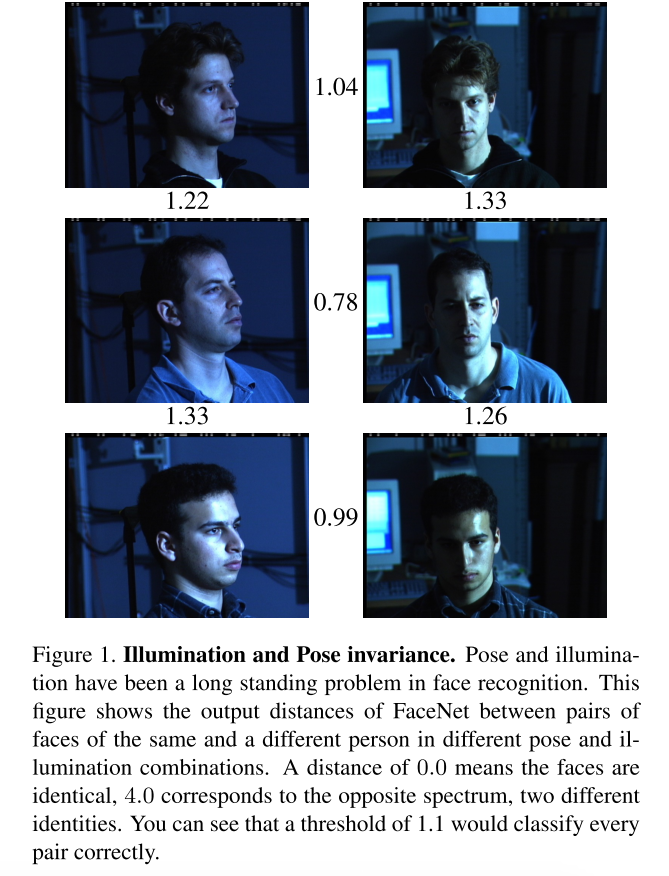 1.04
1.22 1.33
0.78
1.33 1.26
0.99
Figure 1. Illumination and Pose invariance. Pose and illumina-
tion have been a long standing problem in face recognition. This
figure shows the output distances of FaceNet between pairs of
faces of the same and a different person in different pose and il-
lumination combinations. A distance of 0.0 means the faces are
identical, 4.0 corresponds to the opposite spectrum, two different
identities. You can see that a threshold of 1.1 would classify every
pair correctly.